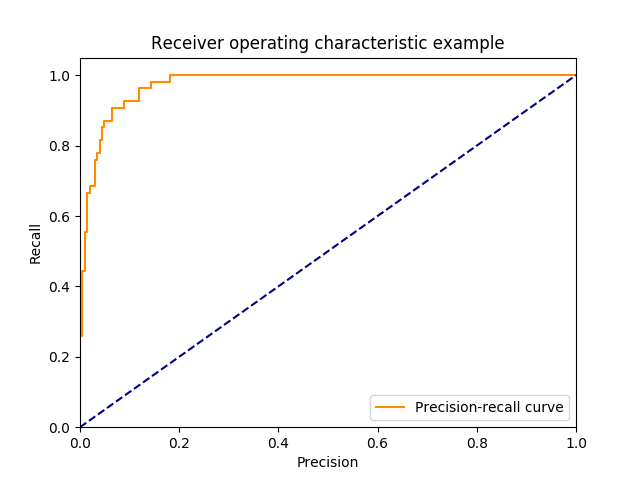 Receiver operating characteristic example
Recall
1.0
0.8
0.6
0.4
0.2
0.0
Precision-recall curve
0.0 0.2 0.4 0.6 0.8 1.0
Precision